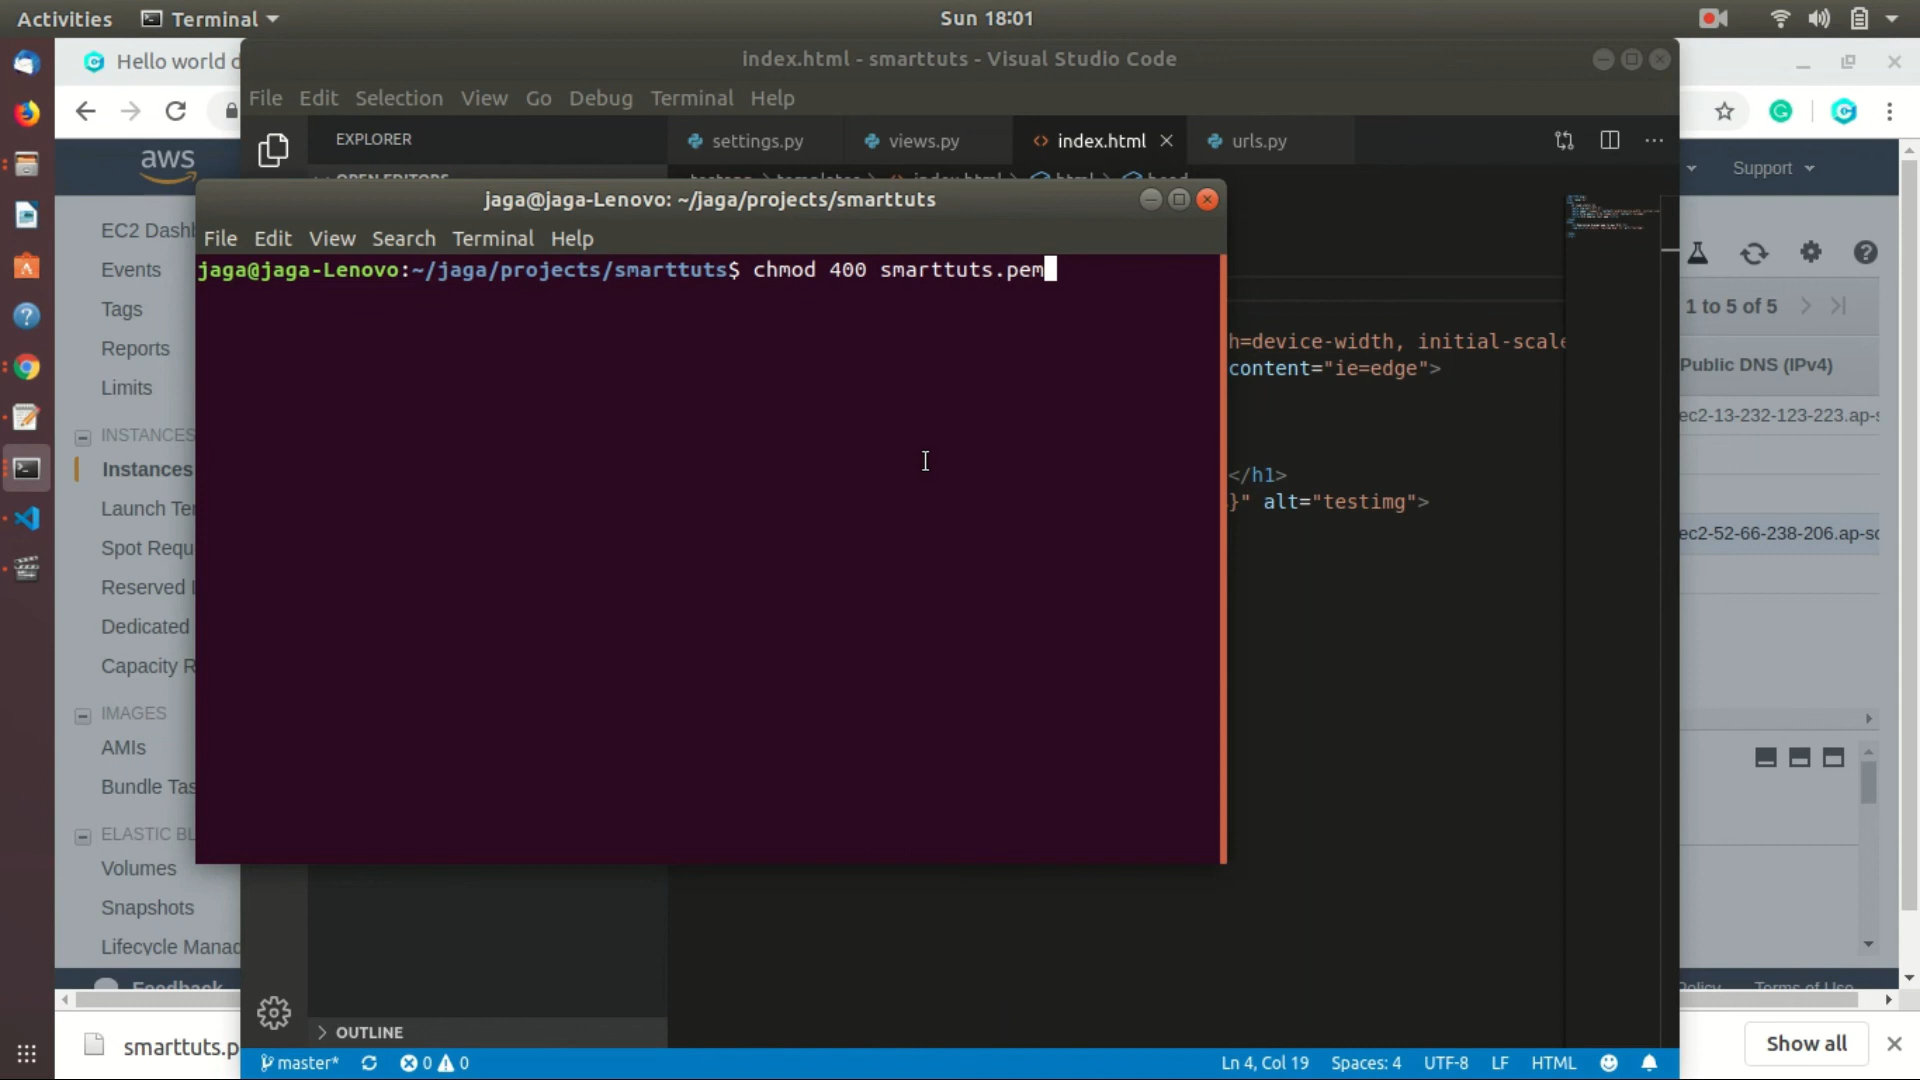 Activities
Terminal
Sun 18:01
Hello world
index.html - smarttuts - Visual Studio Code
File Edit Selection View Go Debug Terminal Help
EXPLORER
settings.py
views.py
index.html
urls.py
aws
Support
jaga@jaga-Lenovo: ~/jaga/projects/smarttuts
File Edit View Search Terminal Help
jaga@jaga-Lenovo:~/jaga/projects/smarttuts$ chmod 400 smarttuts.pem
EC2
Events
Tags
Reports
Limits
INSTANCES
Instances
Launch
Spot
Reserved
Dedicated
Capacity
IMAGES
AMIs
Bundle
ELASTIC
Volumes
Snapshots
Lifecycle
Feedback
1 to 5 of 5
Public DNS (IPv4)
ec2-13-232-123-223.ap-s
ec2-52-66-238-206.ap-so
h=device-width, initial-scale
content="ie=edge">
</h1>
}" alt="testimg">
OUTLINE
Terms of Use
smarttuts.p
Show all
master*
0 0
Ln 4, Col 19
Spaces: 4
UTF-8
LF
HTML